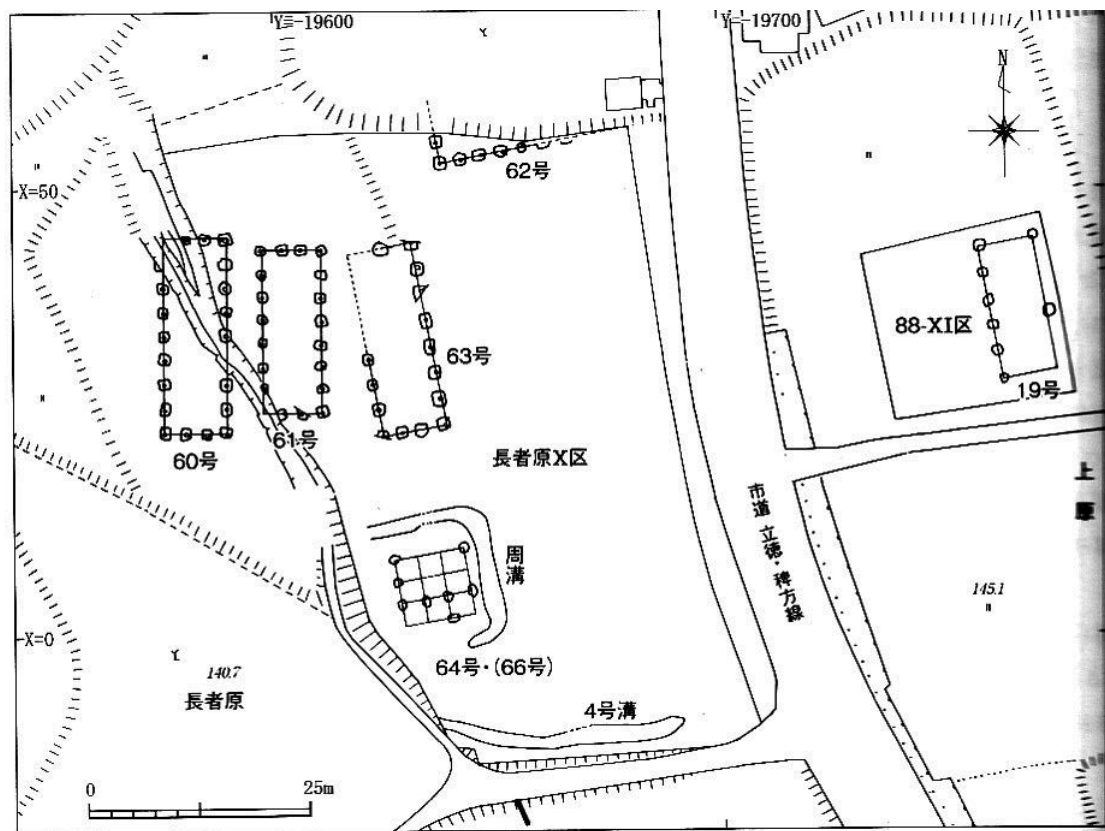 Y=-19600
Y=-19700
N
X=50
62号
88-XI区
63号
19号
61号
60号
長者原X区
上原
市道 立徳・稗方線
周溝
145.1
X=0
64号・(66号)
140.7
長者原
4号溝
0
25m